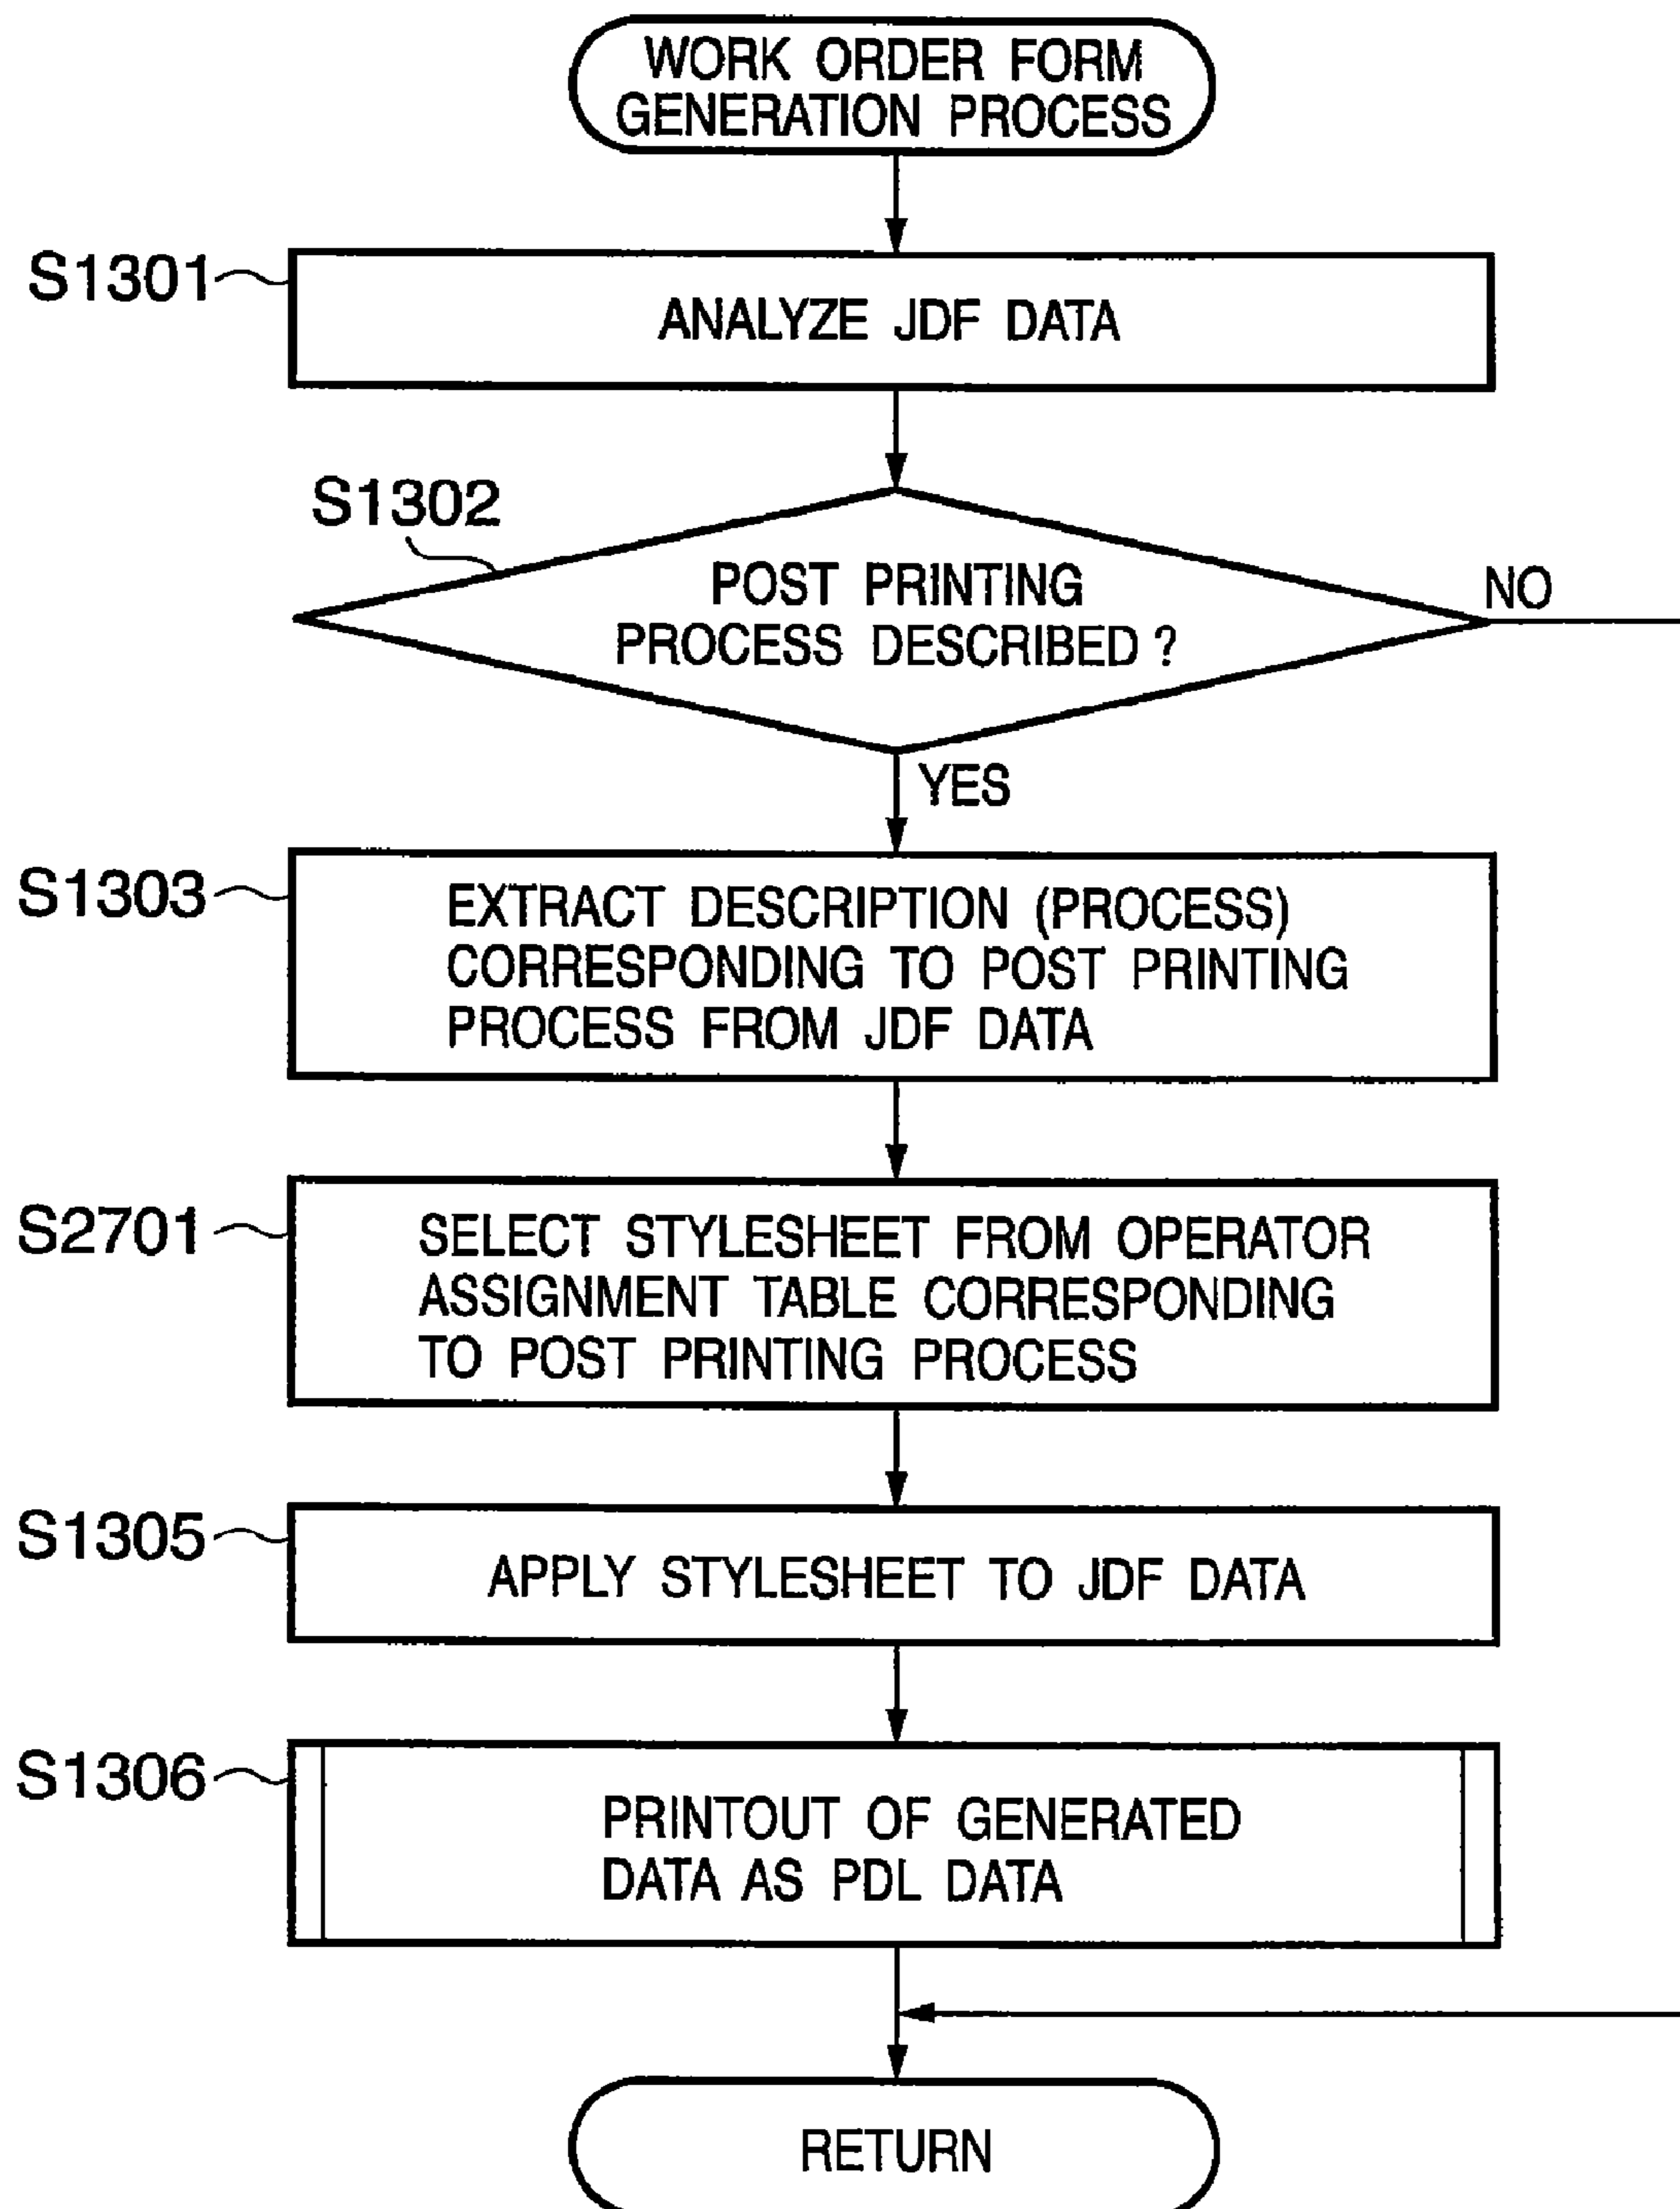 WORK ORDER FORM
GENERATION PROCESS
S1301
ANALYZE JDF DATA
S1302
POST PRINTING
PROCESS DESCRIBED ?
NO
YES
S1303
EXTRACT DESCRIPTION (PROCESS)
CORRESPONDING TO POST PRINTING
PROCESS FROM JDF DATA
S2701
SELECT STYLESHEET FROM OPERATOR
ASSIGNMENT TABLE CORRESPONDING
TO POST PRINTING PROCESS
S1305
APPLY STYLESHEET TO JDF DATA
S1306
PRINTOUT OF GENERATED
DATA AS PDL DATA
RETURN